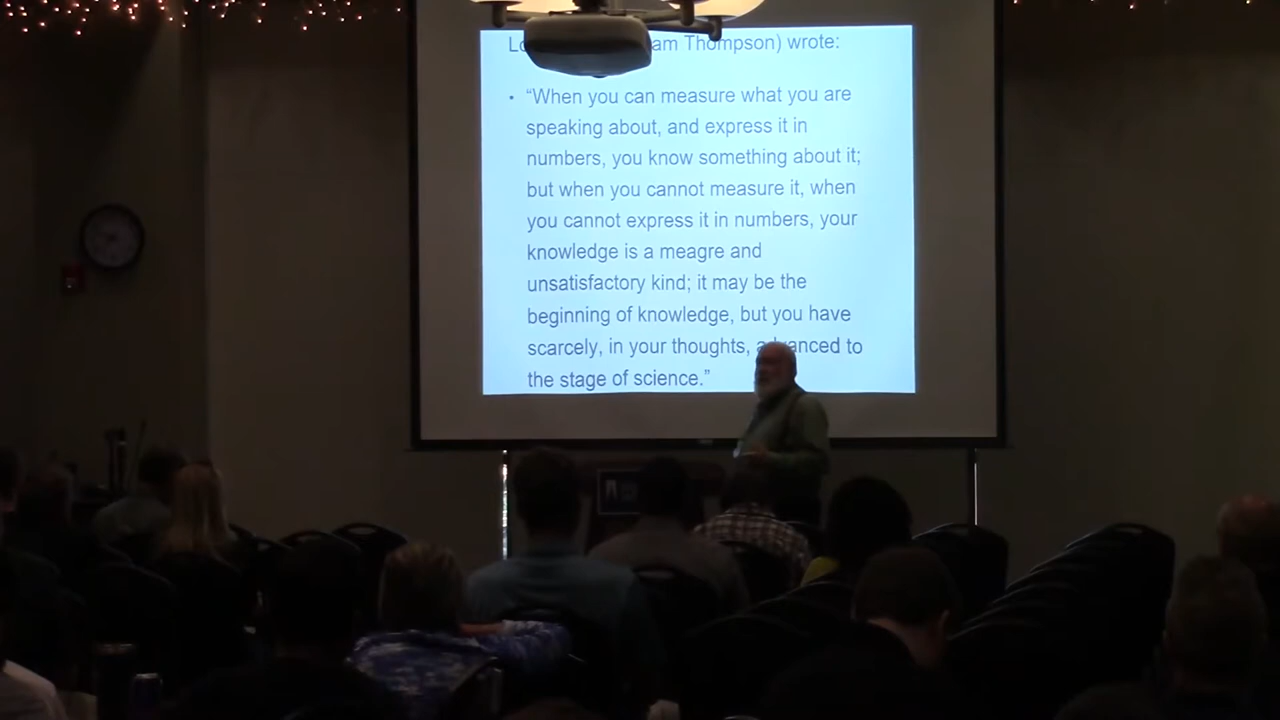 Lo am Thompson) wrote:
• “When you can measure what you are
speaking about, and express it in
numbers, you know something about it;
but when you cannot measure it, when
you cannot express it in numbers, your
knowledge is a meagre and
unsatisfactory kind; it may be the
beginning of knowledge, but you have
scarcely, in your thoughts, advanced to
the stage of science.”